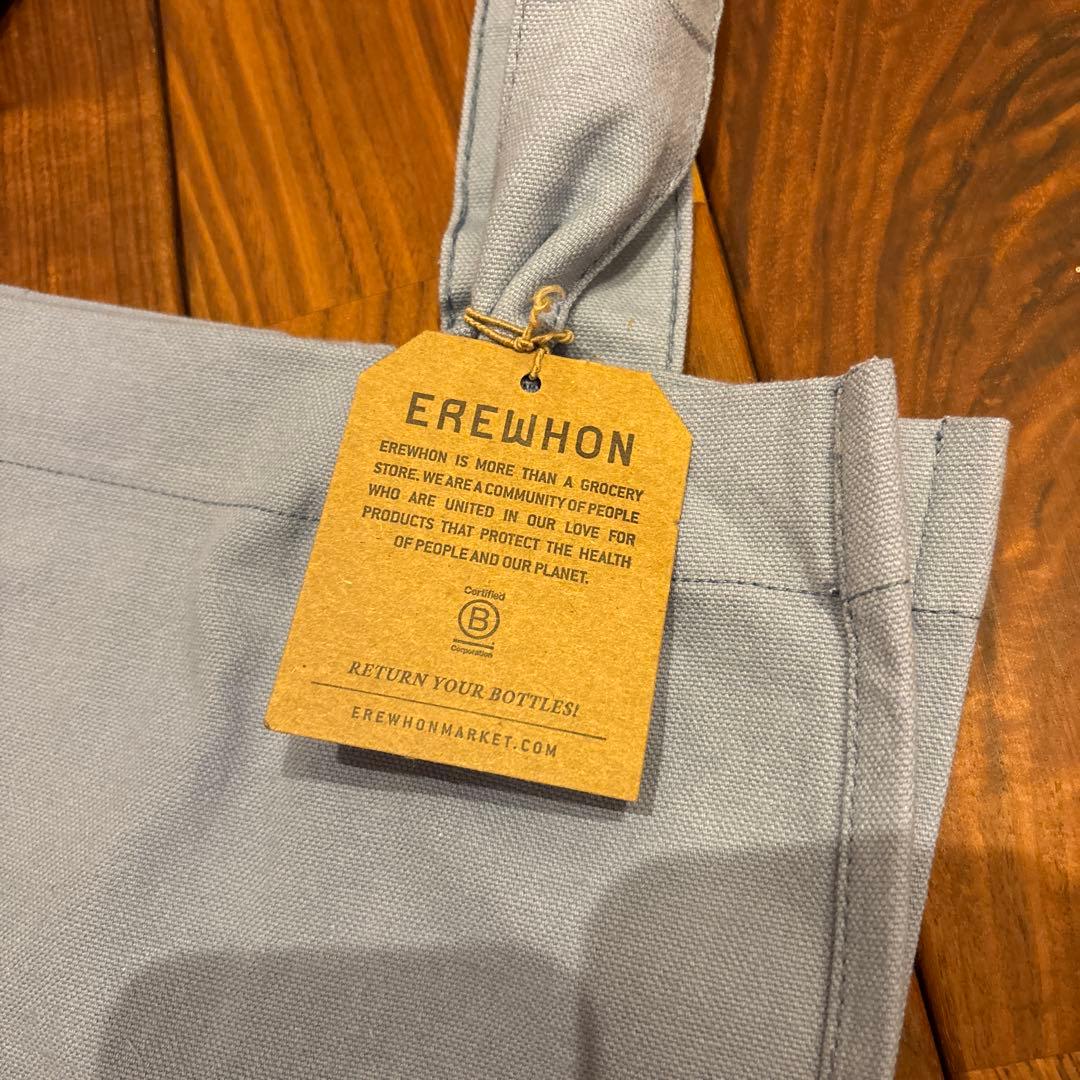 EREWHON
EREWHON IS MORE THAN A GROCERY
STORE. WE ARE A COMMUNITY OF PEOPLE
WHO ARE UNITED IN OUR LOVE FOR
PRODUCTS THAT PROTECT THE HEALTH
OF PEOPLE AND OUR PLANET.
Certified
B
Corporation
RETURN YOUR BOTTLES!
EREWHONMARKET.COM